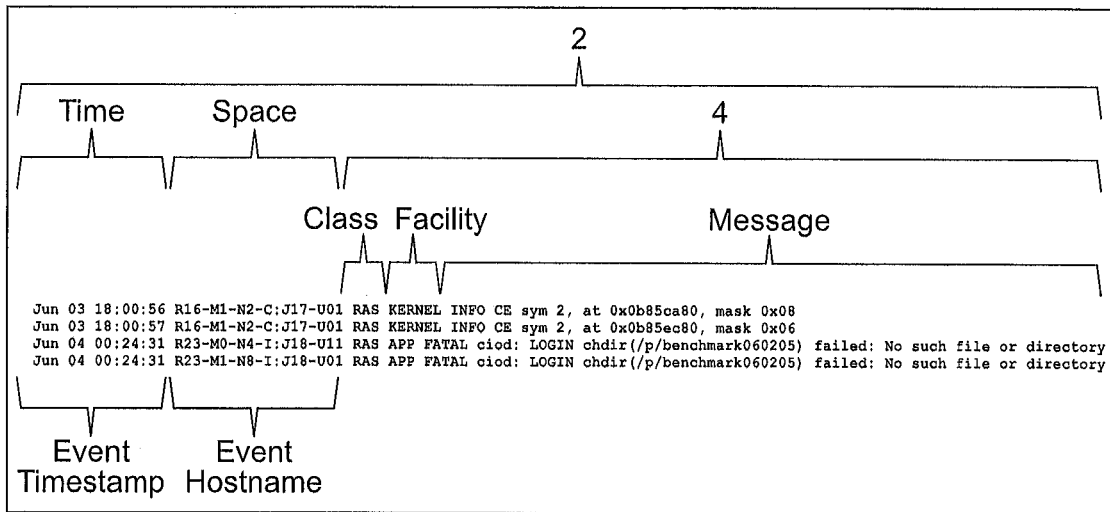 2
Time Space 4
Class Facility Message
Jun 03 18:00:56 R16-M1-N2-C:J17-U01 RAS KERNEL INFO CE sym 2, at 0x0b85ca80, mask 0x08
Jun 03 18:00:57 R16-M1-N2-C:J17-U01 RAS KERNEL INFO CE sym 2, at 0x0b85ec80, mask 0x06
Jun 04 00:24:31 R23-M0-N4-I:J18-U11 RAS APP FATAL ciod: LOGIN chdir(/p/benchmark060205) failed: No such file or directory
Jun 04 00:24:31 R23-M1-N8-I:J18-U01 RAS APP FATAL ciod: LOGIN chdir(/p/benchmark060205) failed: No such file or directory
Event Event
Timestamp Hostname